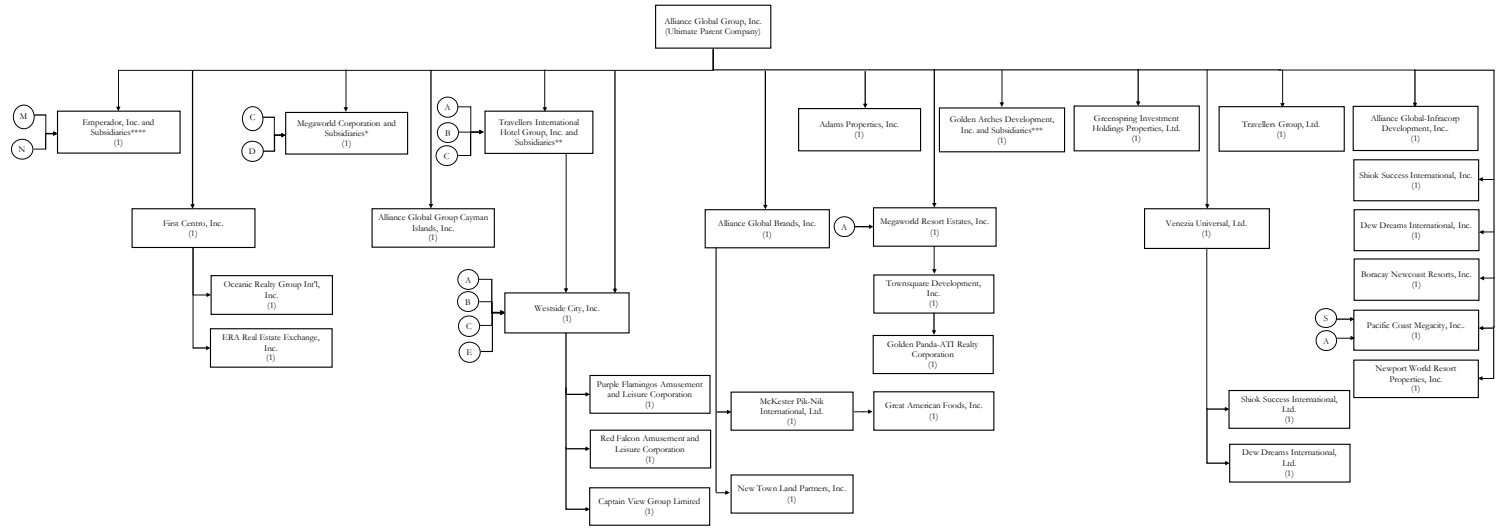 Alliance Global Group, Inc.
(Ultimate Parent Company)
M
N
Emperador, Inc. and
Subsidiaries****
(1)
C
D
Megaworld Corporation and
Subsidiaries*
(1)
A
B
C
Travellers International
Hotel Group, Inc. and
Subsidiaries**
Adams Properties, Inc.
(1)
Golden Arches Development,
Inc. and Subsidiaries***
(1)
Greenspring Investment
Holdings Properties, Ltd.
(1)
Travellers Group, Ltd.
(1)
Alliance Global-Infracorp
Development, Inc..
(1)
Shiok Success International, Inc.
(1)
First Centro, Inc.
(1)
Alliance Global Group Cayman
Islands, Inc.
(1)
Alliance Global Brands, Inc.
(1)
A
Megaworld Resort Estates, Inc.
(1)
Venezia Universal, Ltd.
(1)
Dew Dreams International, Inc.
(1)
Oceanic Realty Group Int'l,
Inc.
(1)
A
B
C
E
Westside City, Inc.
(1)
Townsquare Development,
Inc.
(1)
Boracay Newcoast Resorts, Inc.
(1)
ERA Real Estate Exchange,
Inc.
(1)
Golden Panda-ATI Realty
Corporation
(1)
S
A
Pacific Coast Megacity, Inc..
(1)
Newport World Resort
Properties, Inc.
(1)
Purple Flamingos Amusement
and Leisure Corporation
(1)
McKester Pik-Nik
International, Ltd.
(1)
Great American Foods, Inc.
(1)
Shiok Success International,
Ltd.
(1)
Red Falcon Amusement and
Leisure Corporation
(1)
Dew Dreams International,
Ltd.
(1)
Captain View Group Limited
(1)
New Town Land Partners, Inc.
(1)